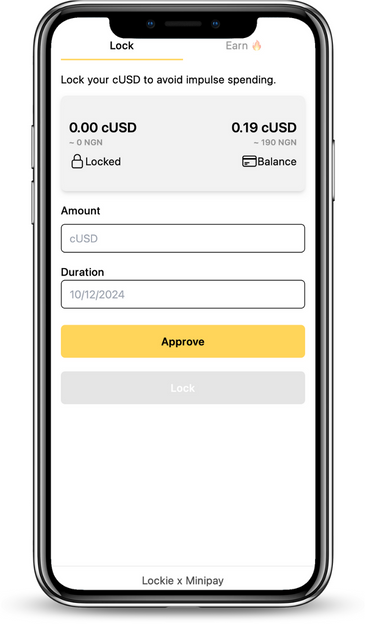 Lock Earn 🔥
Lock your cUSD to avoid impulse spending.
0.00 cUSD 0.19 cUSD
~ 0 NGN ~ 190 NGN
Locked Balance
Amount
cUSD
Duration
10/12/2024
Approve
Lock
Lockie x Minipay